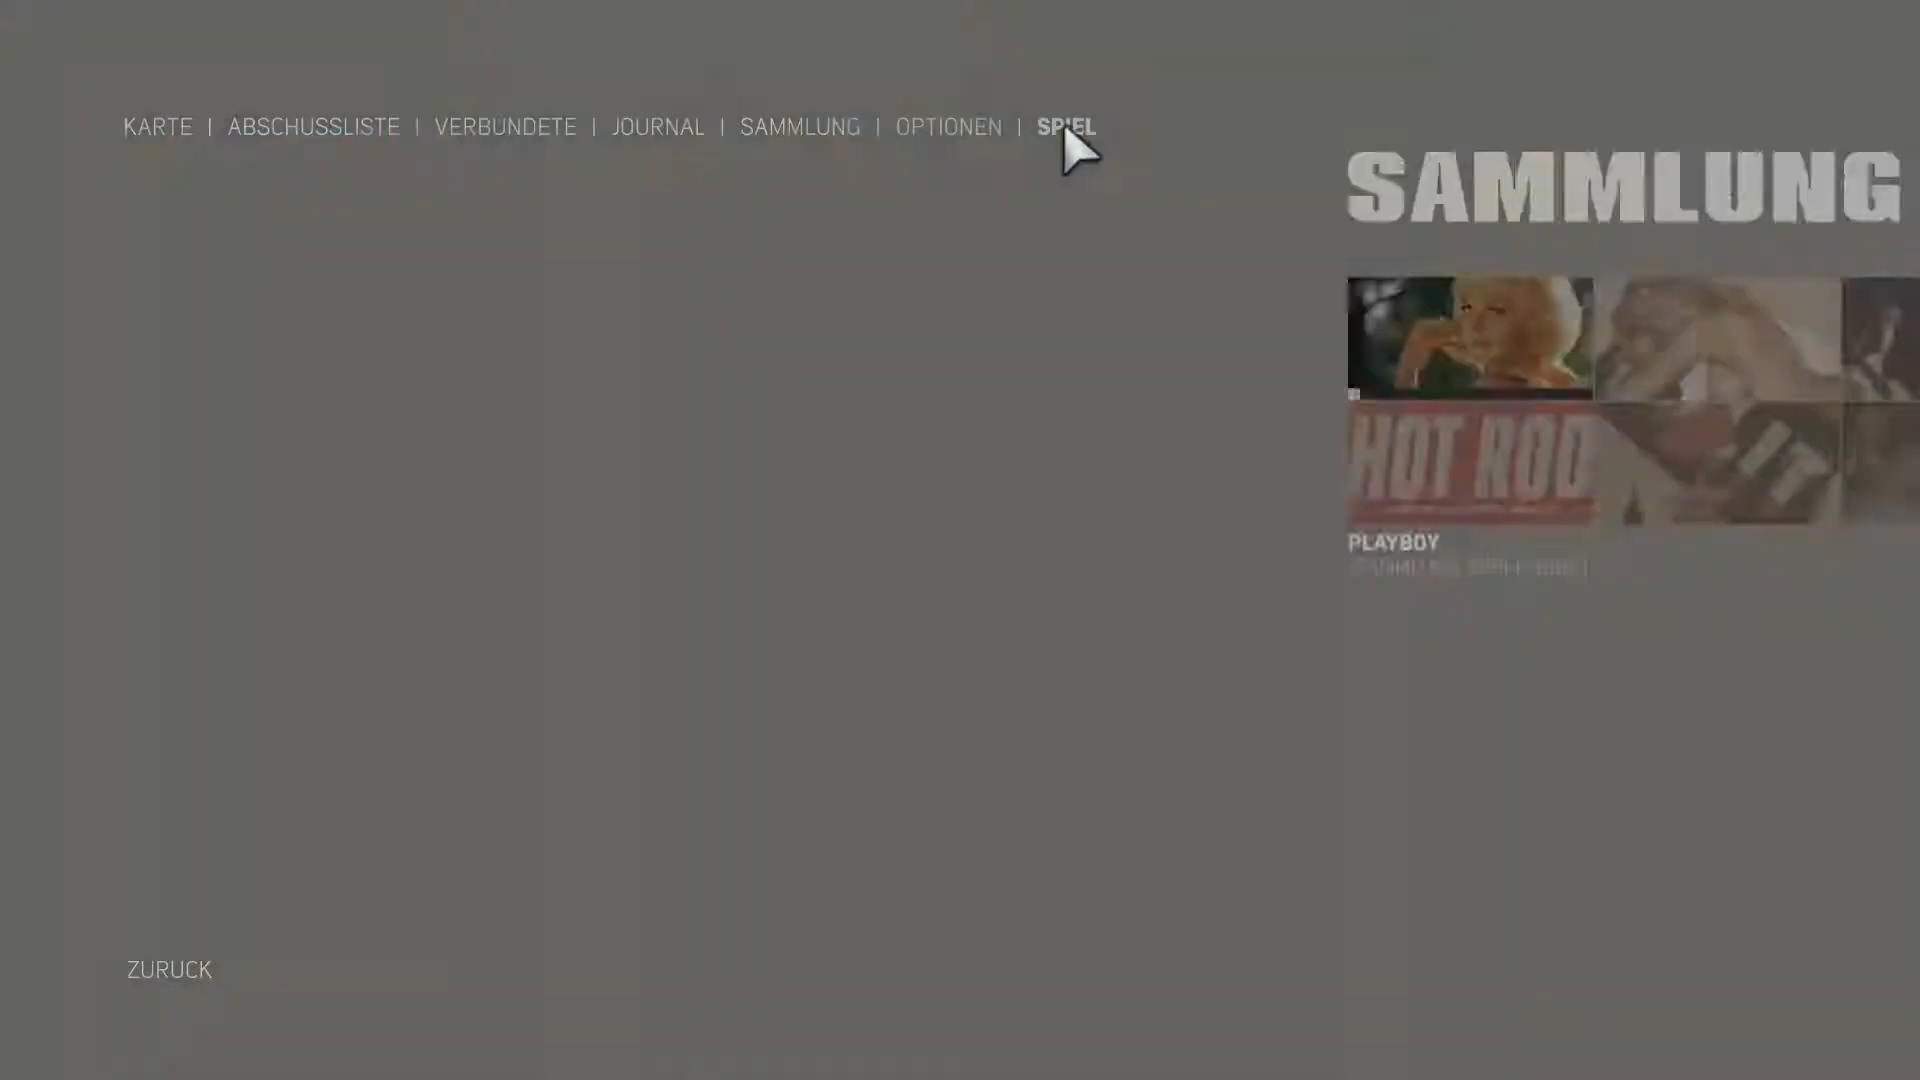 KARTE | ABSCHUSSLISTE | VERBUNDETE | JOURNAL | SAMMLUNG | OPTIONEN | SPIEL
SAMMLUNG
HOT ROD
PLAYBOY
ZURUCK